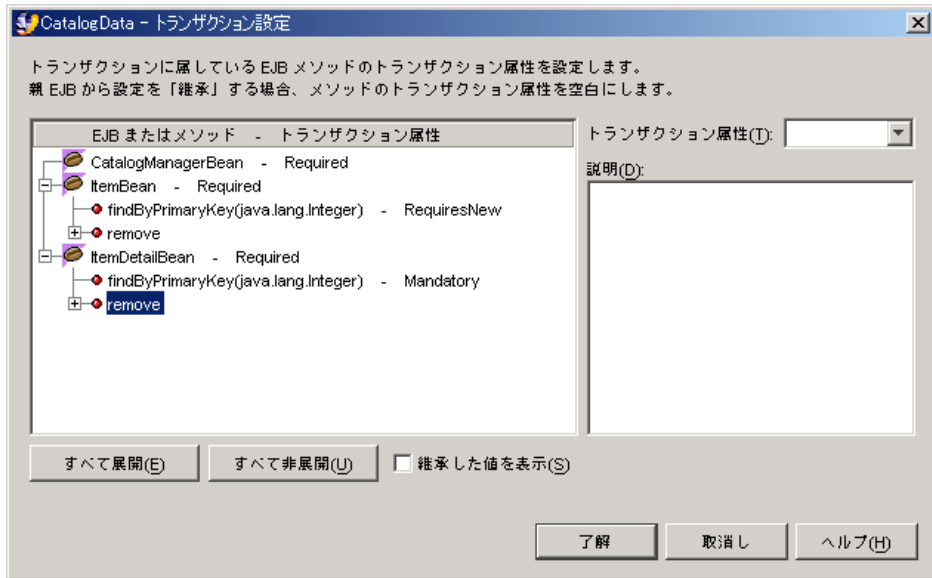 CatalogData - トランザクション設定
トランザクションに属している EJB メソッドのトランザクション属性を設定します。
親 EJB から設定を「継承」する場合、メソッドのトランザクション属性を空白にします。
EJB またはメソッド - トランザクション属性
CatalogManagerBean - Required
ItemBean - Required
findByPrimaryKey(java.lang.Integer) - RequiresNew
remove
ItemDetailBean - Required
findByPrimaryKey(java.lang.Integer) - Mandatory
remove
トランザクション属性(T):
説明(D):
すべて展開(E)
すべて非展開(U)
継承した値を表示(S)
了解
取消し
ヘルプ(H)